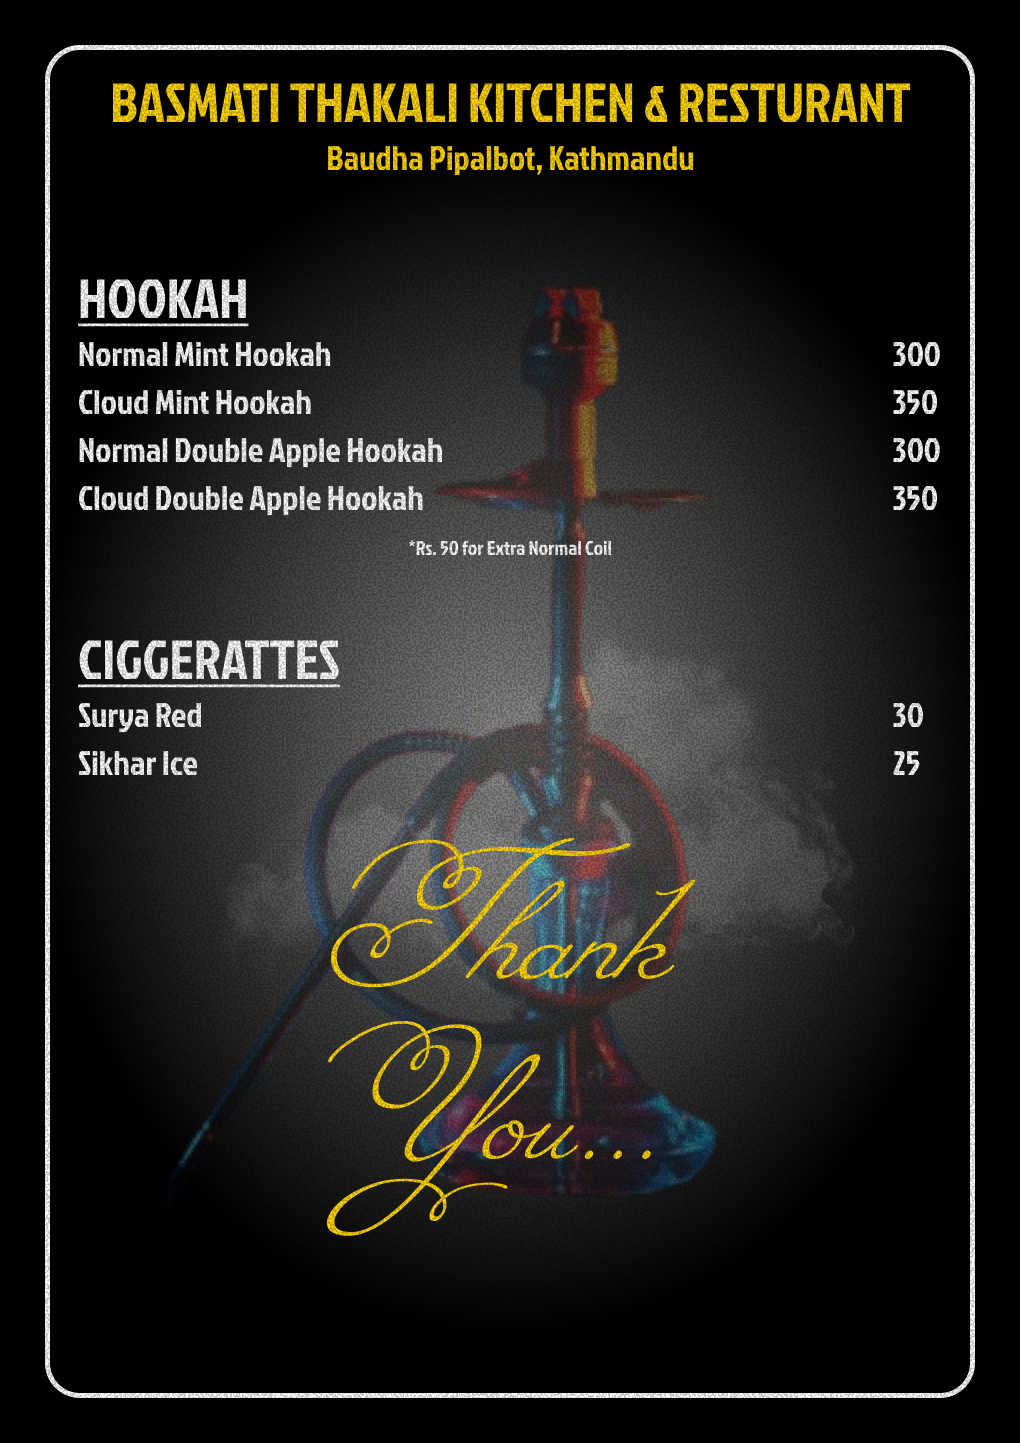 BASMATI THAKALI KITCHEN & RESTURANT
Baudha Pipalbot, Kathmandu
HOOKAH
Normal Mint Hookah 300
Cloud Mint Hookah 350
Normal Double Apple Hookah 300
Cloud Double Apple Hookah 350
*Rs. 50 for Extra Normal Coil
CIGGERATTES
Surya Red 30
Sikhar Ice 25
Thank
You...